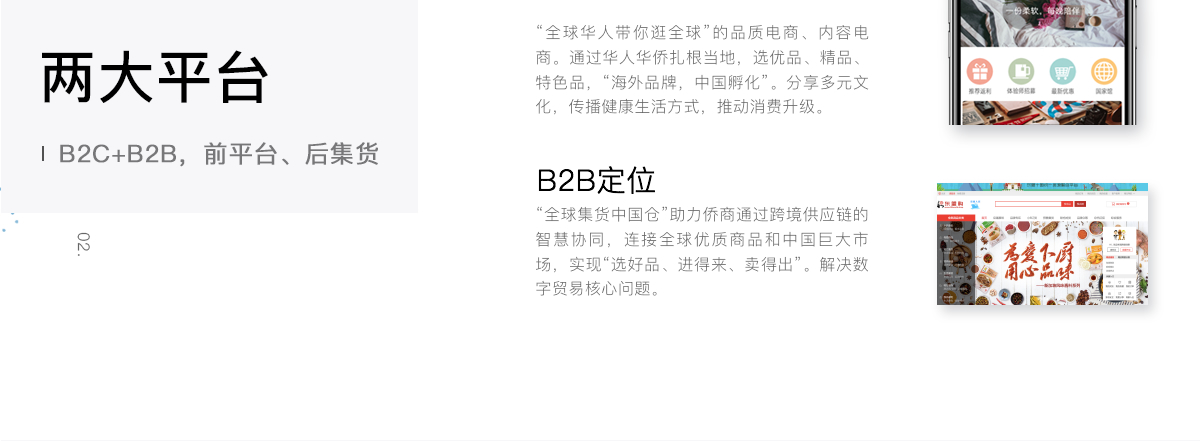 两大平台
B2C+B2B，前平台、后集货
02.
“全球华人带你逛全球”的品质电商、内容电
商。通过华人华侨扎根当地，选优品、精品、
特色品，“海外品牌，中国孵化”。分享多元文
化，传播健康生活方式，推动消费升级。
B2B定位
“全球集货中国仓”助力侨商通过跨境供应链的
智慧协同，连接全球优质商品和中国巨大市
场，实现“选好品、进得来、卖得出”。解决数
字贸易核心问题。
一份柔软，每晚陪伴
推荐返利 体验师招募 最新优惠 国家馆
为爱下厨
用心品味